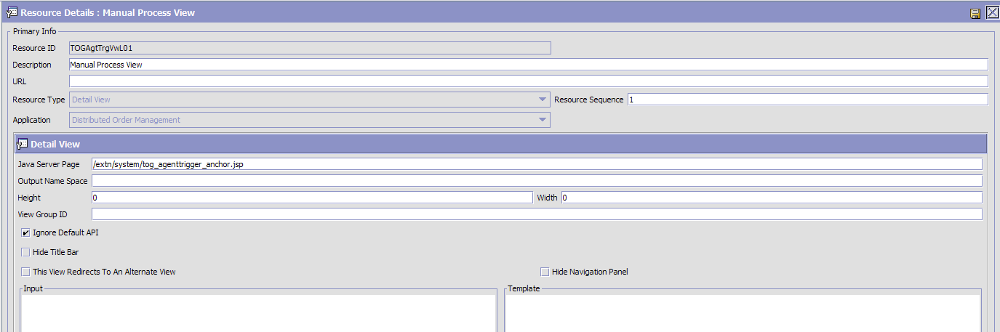 Resource Details : Manual Process View
Primary Info
Resource ID TOGAgtTrgVwL01
Description Manual Process View
URL
Resource Type Detail View Resource Sequence 1
Application Distributed Order Management
Detail View
Java Server Page /extn/system/tog_agenttrigger_anchor.jsp
Output Name Space
Height 0 Width 0
View Group ID
Ignore Default API
Hide Title Bar
This View Redirects To An Alternate View Hide Navigation Panel
Input Template